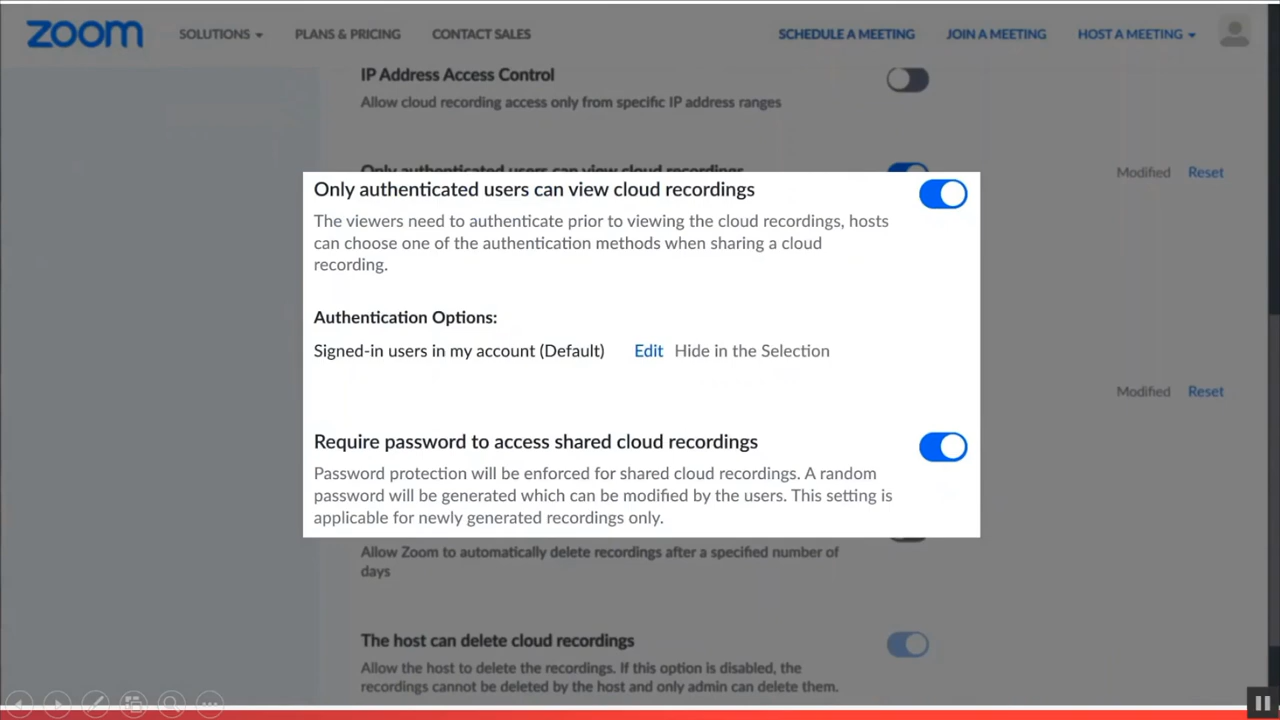 zoom SOLUTIONS PLANS & PRICING CONTACT SALES SCHEDULE A MEETING JOIN A MEETING HOST A MEETING
IP Address Access Control
Allow cloud recording access only from specific IP address ranges
Only authenticated users can view cloud recordings
Modified Reset
Only authenticated users can view cloud recordings
The viewers need to authenticate prior to viewing the cloud recordings, hosts
can choose one of the authentication methods when sharing a cloud
recording.
Authentication Options:
Signed-in users in my account (Default) Edit Hide in the Selection
Modified Reset
Require password to access shared cloud recordings
Password protection will be enforced for shared cloud recordings. A random
password will be generated which can be modified by the users. This setting is
applicable for newly generated recordings only.
Allow Zoom to automatically delete recordings after a specified number of
days
The host can delete cloud recordings
Allow the host to delete the recordings. If this option is disabled, the
recordings cannot be deleted by the host and only admin can delete them.